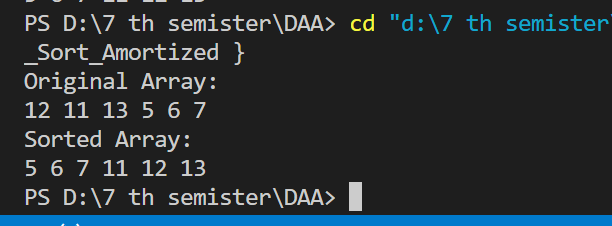 PS D:\7 th semister\DAA> cd "d:\7 th semister
_Sort_Amortized }
Original Array:
12 11 13 5 6 7
Sorted Array:
5 6 7 11 12 13
PS D:\7 th semister\DAA>